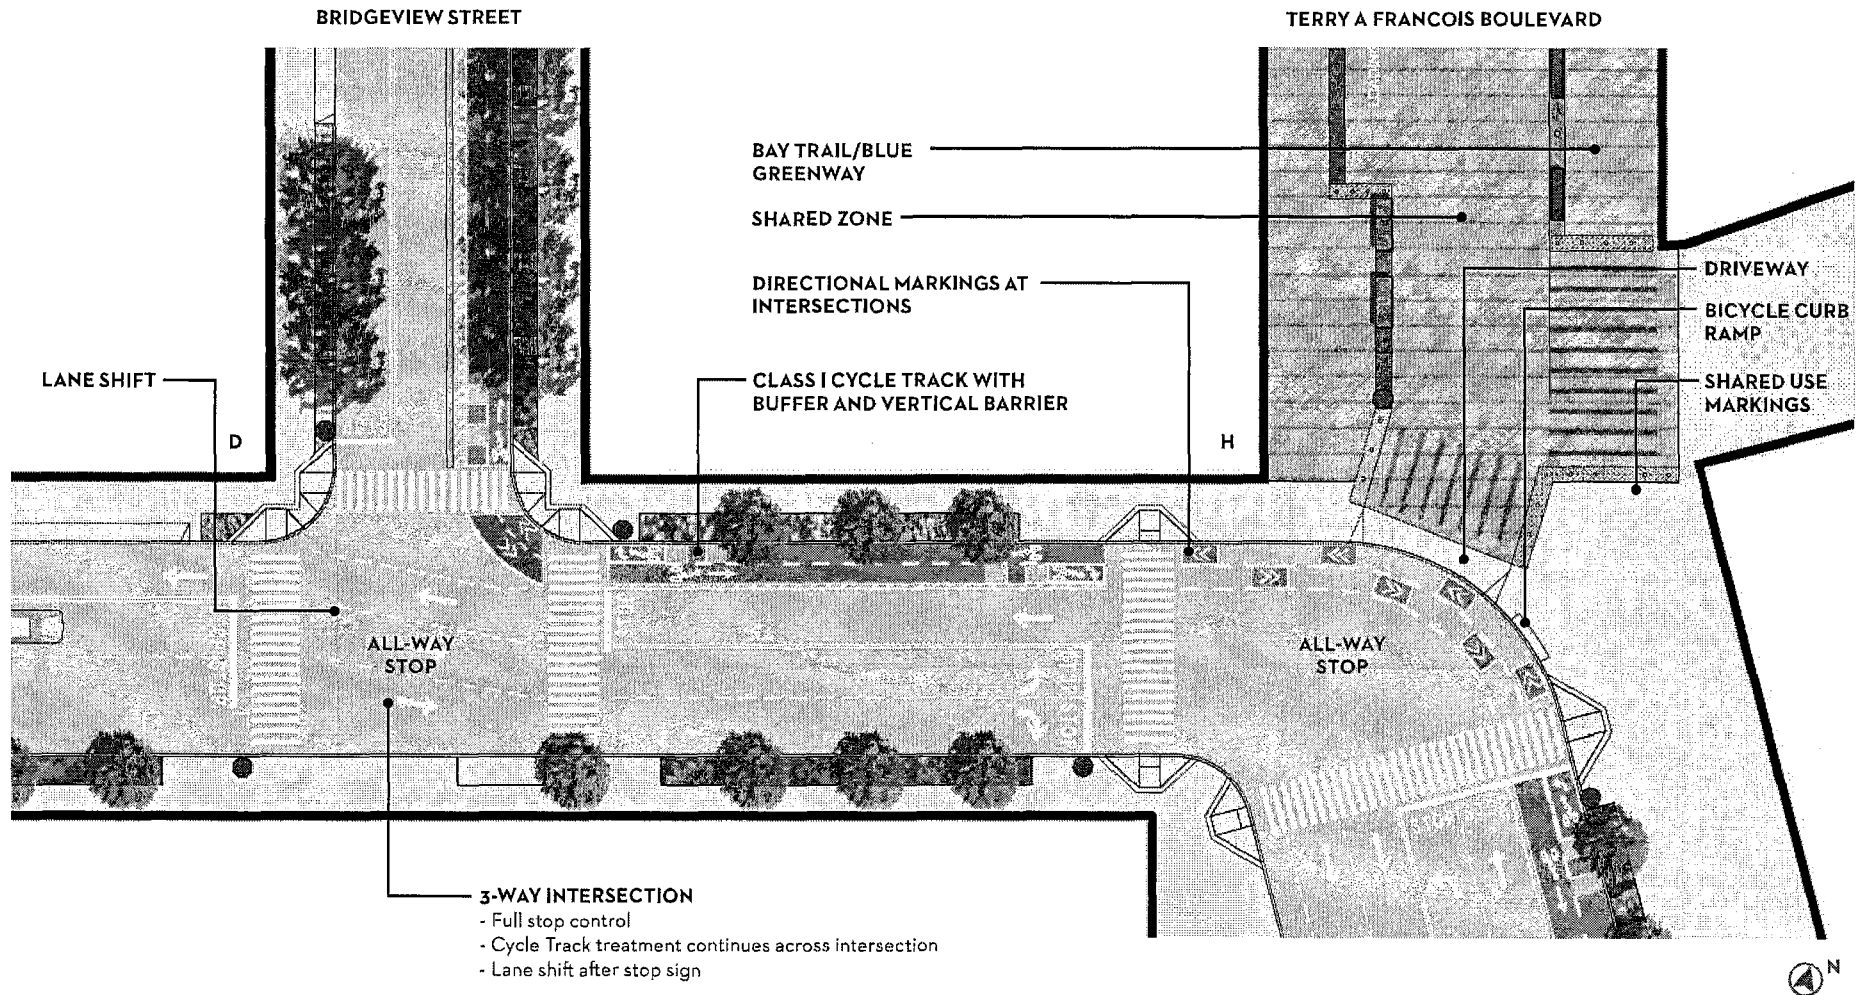 BRIDGEVIEW STREET
TERRY A FRANCOIS BOULEVARD
BAY TRAIL/BLUE
GREENWAY
SHARED ZONE
DIRECTIONAL MARKINGS AT
INTERSECTIONS
DRIVEWAY
BICYCLE CURB
RAMP
SHARED USE
MARKINGS
LANE SHIFT
CLASS I CYCLE TRACK WITH
BUFFER AND VERTICAL BARRIER
D
H
ALL-WAY
STOP
ALL-WAY
STOP
3-WAY INTERSECTION
- Full stop control
- Cycle Track treatment continues across intersection
- Lane shift after stop sign
N